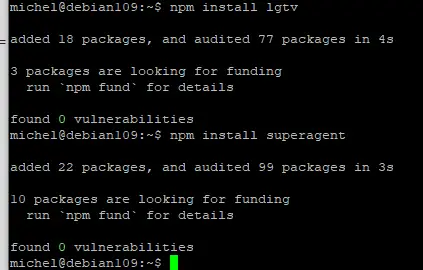 michel@debian109:~$ npm install lgtv
added 18 packages, and audited 77 packages in 4s
3 packages are looking for funding
run `npm fund` for details
found 0 vulnerabilities
michel@debian109:~$ npm install superagent
added 22 packages, and audited 99 packages in 3s
10 packages are looking for funding
run `npm fund` for details
found 0 vulnerabilities
michel@debian109:~$